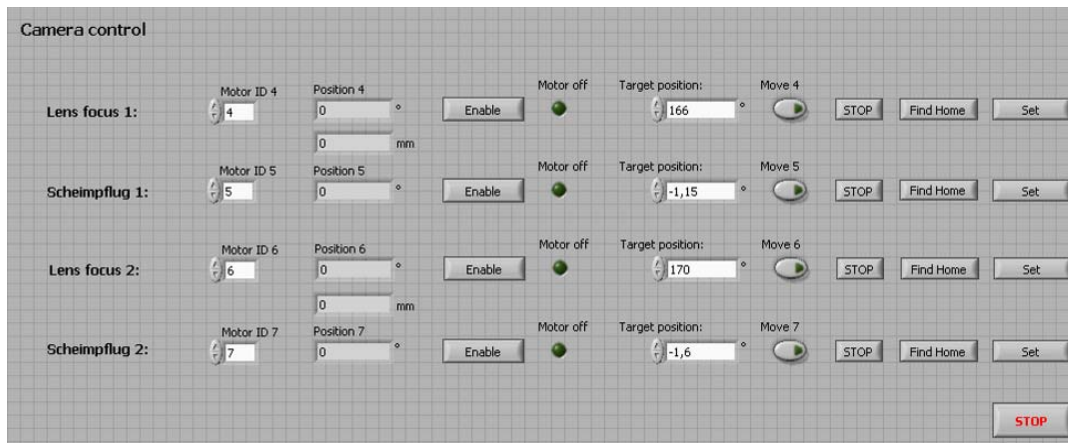 Camera control
Motor ID 4 Position 4 Motor off Target position: Move 4
Lens focus 1: 4 0 ° Enable 166 ° STOP Find Home Set
0 mm
Motor ID 5 Position 5 Motor off Target position: Move 5
Scheimpflug 1: 5 0 ° Enable -1,15 ° STOP Find Home Set
Motor ID 6 Position 6 Motor off Target position: Move 6
Lens focus 2: 6 0 ° Enable 170 ° STOP Find Home Set
0 mm
Motor ID 7 Position 7 Motor off Target position: Move 7
Scheimpflug 2: 7 0 ° Enable -1,6 ° STOP Find Home Set
STOP